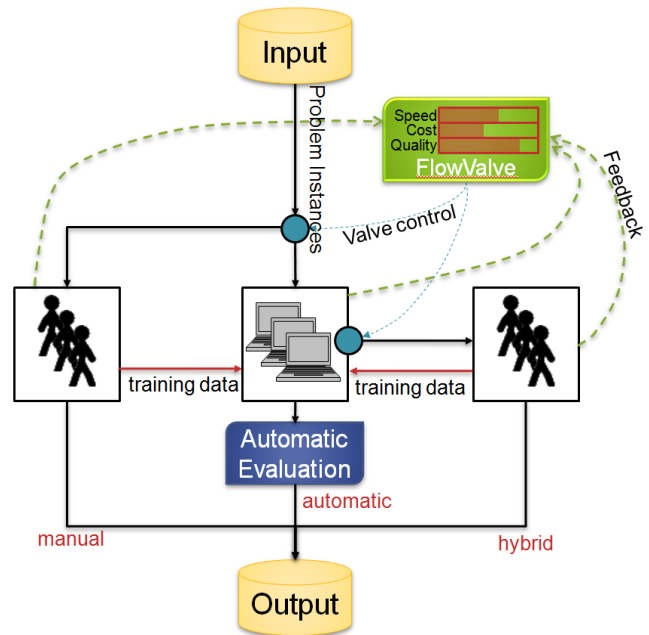 Input
Problem Instances
Speed
Cost
Quality
FlowValve
Feedback
Valve control
training data
training data
Automatic
Evaluation
automatic
manual
hybrid
Output